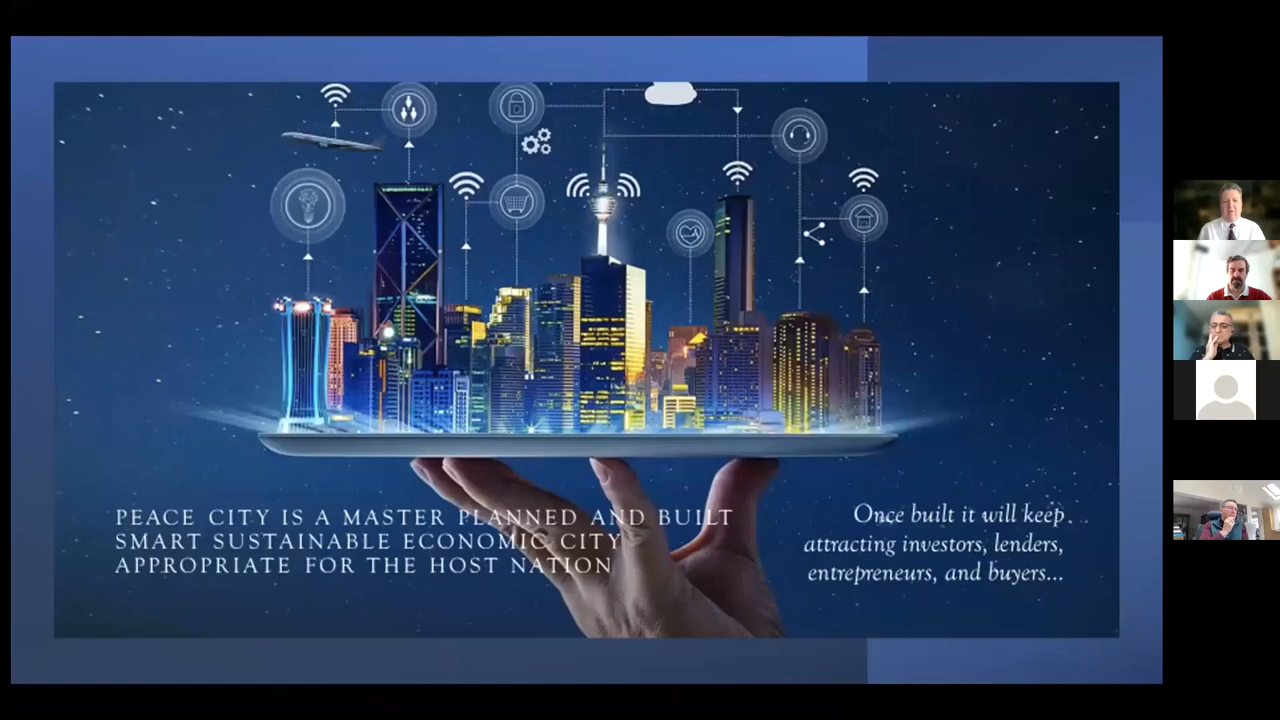 PEACE CITY IS A MASTER PLANNED AND BUILT
SMART SUSTAINABLE ECONOMIC CITY
APPROPRIATE FOR THE HOST NATION
Once built it will keep
attracting investors, lenders,
entrepreneurs, and buyers...